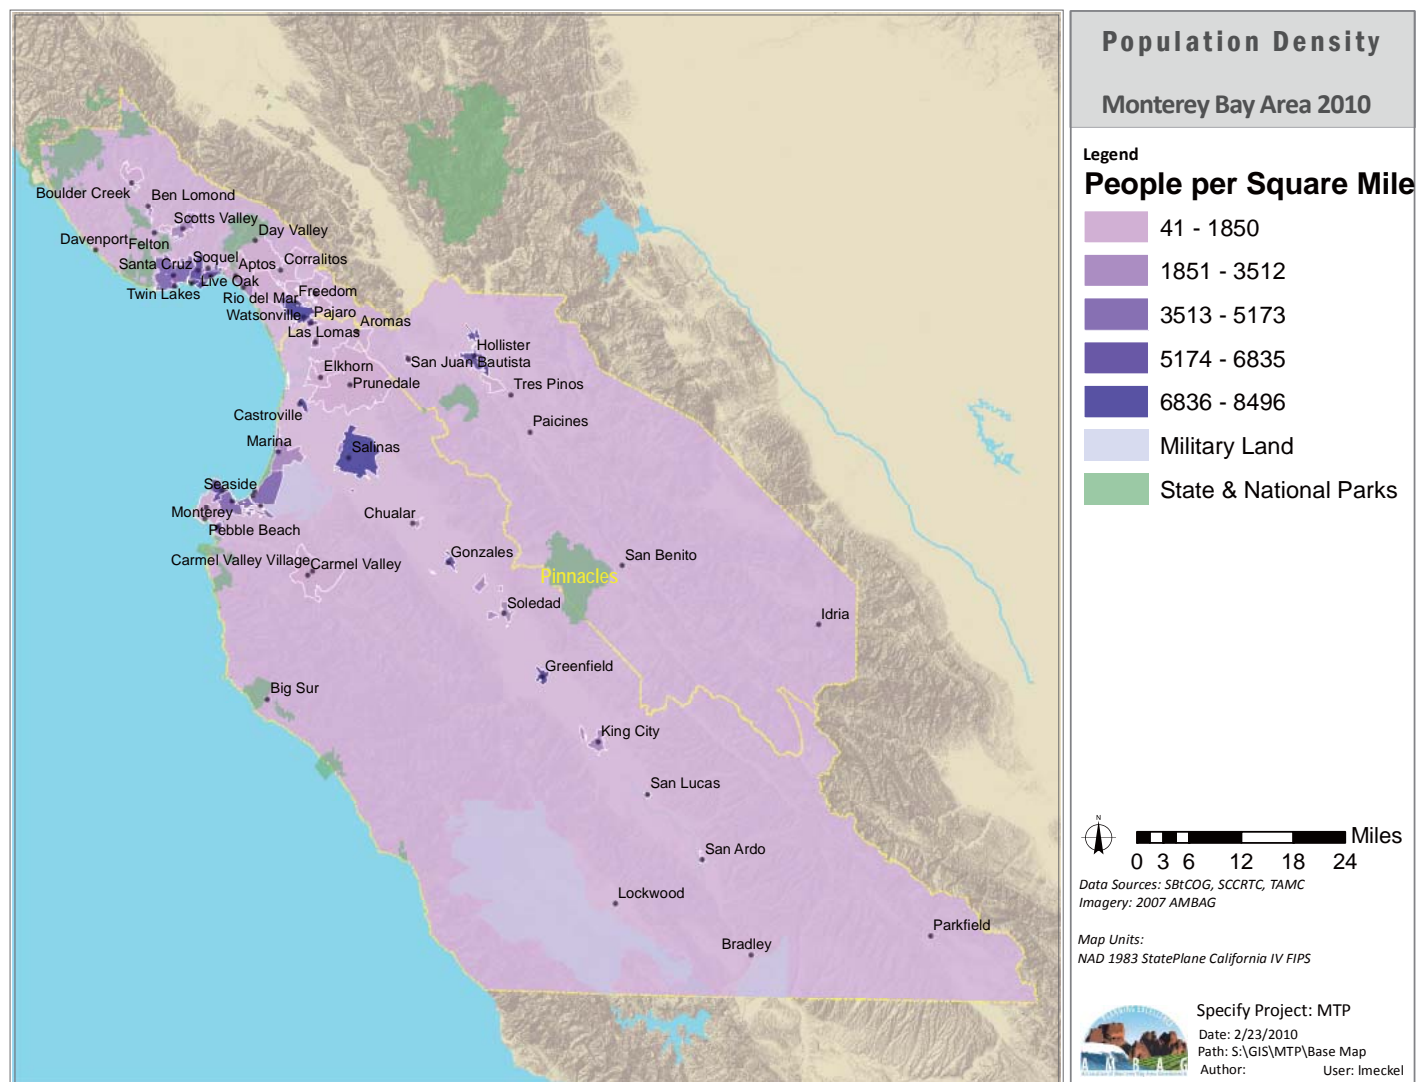 Population Density
Monterey Bay Area 2010
Legend
People per Square Mile
41 - 1850
1851 - 3512
3513 - 5173
5174 - 6835
6836 - 8496
Military Land
State & National Parks
N
Miles
0 3 6 12 18 24
Data Sources: SBtCOG, SCCRTC, TAMC
Imagery: 2007 AMBAG
Map Units:
NAD 1983 StatePlane California IV FIPS
Specify Project: MTP
Date: 2/23/2010
Path: S:\GIS\MTP\Base Map
Author: User: lmeckel
AMBAG
Boulder Creek
Ben Lomond
Scotts Valley
Day Valley
Davenport
Felton
Soquel
Aptos
Corralitos
Santa Cruz
Live Oak
Twin Lakes
Rio del Mar
Freedom
Watsonville
Pajaro
Aromas
Las Lomas
Hollister
San Juan Bautista
Elkhorn
Prunedale
Tres Pinos
Castroville
Paicines
Marina
Salinas
Seaside
Monterey
Chualar
Pebble Beach
Carmel Valley Village
Carmel Valley
Gonzales
San Benito
Pinnacles
Soledad
Idria
Greenfield
Big Sur
King City
San Lucas
San Ardo
Lockwood
Parkfield
Bradley